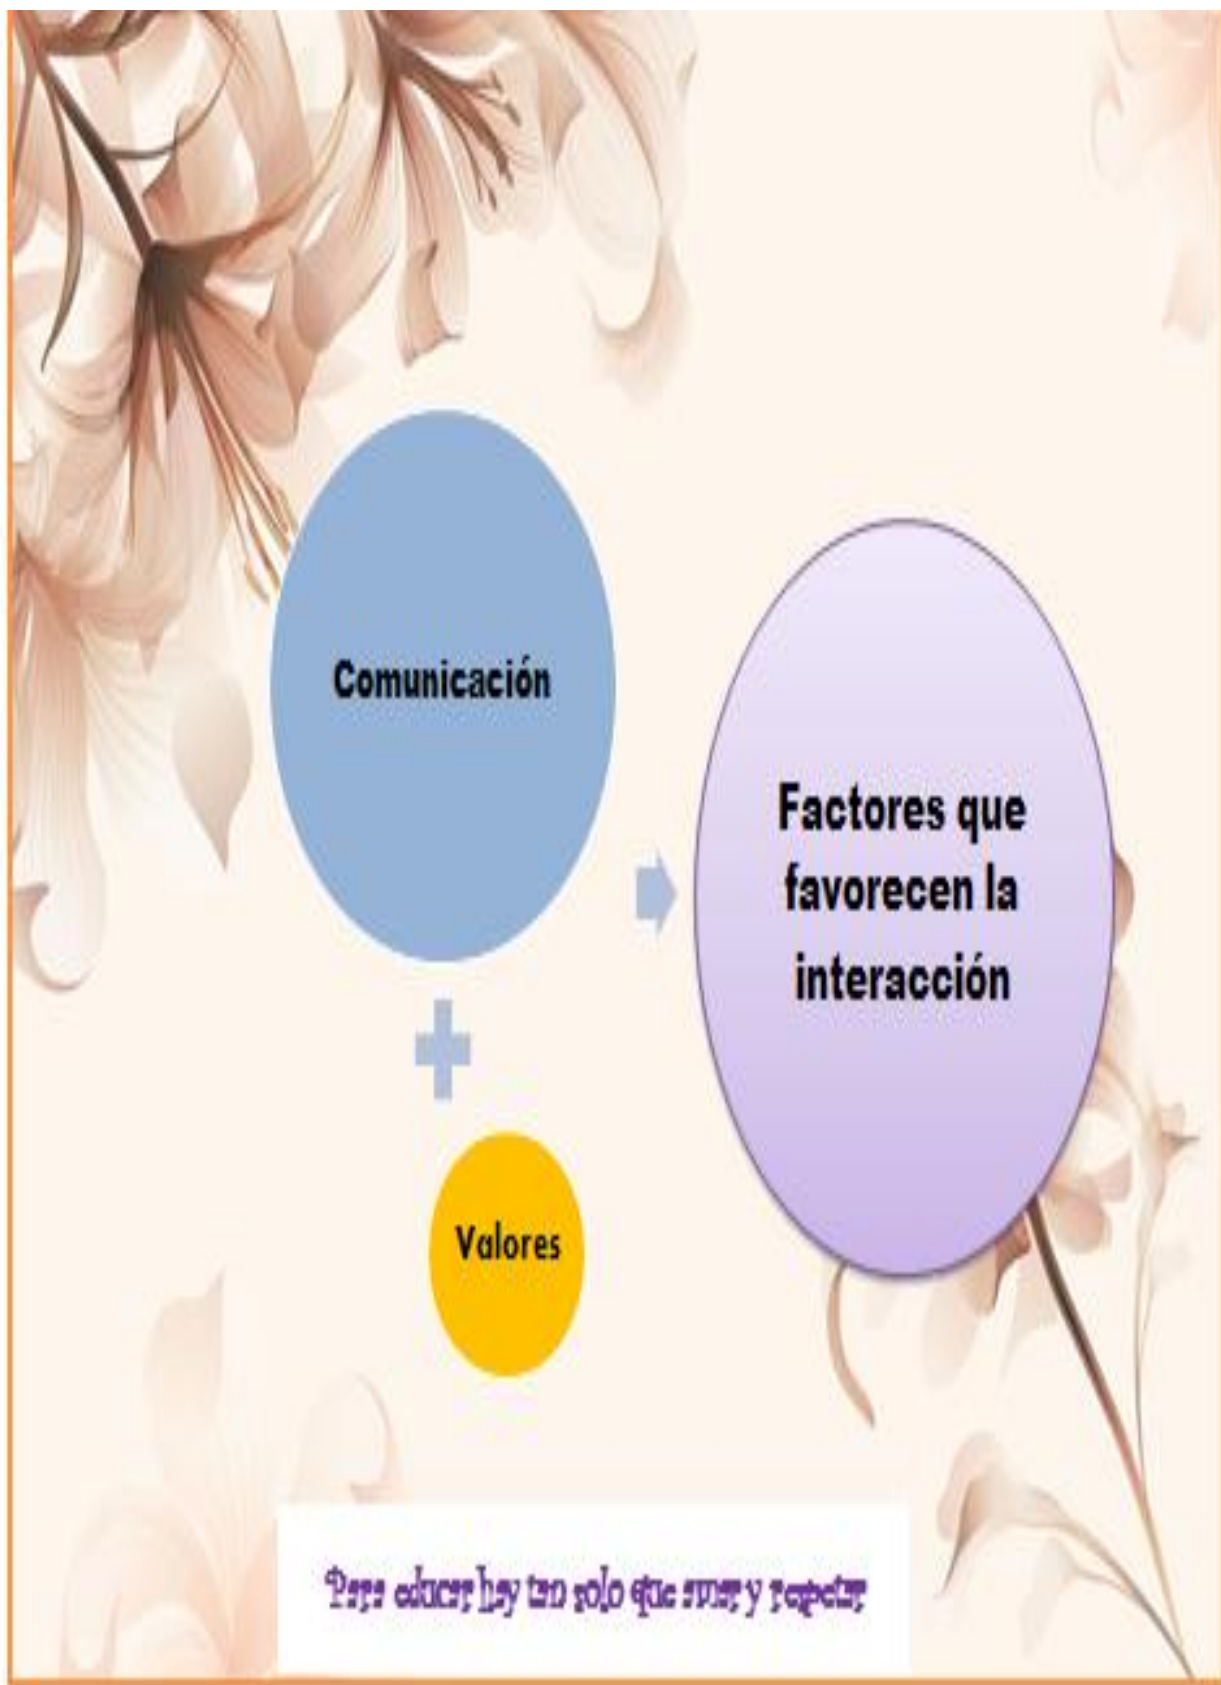 Comunicación
Factores que
favorecen la
interacción
Valores
Para educar hay tan solo que amar y respetar